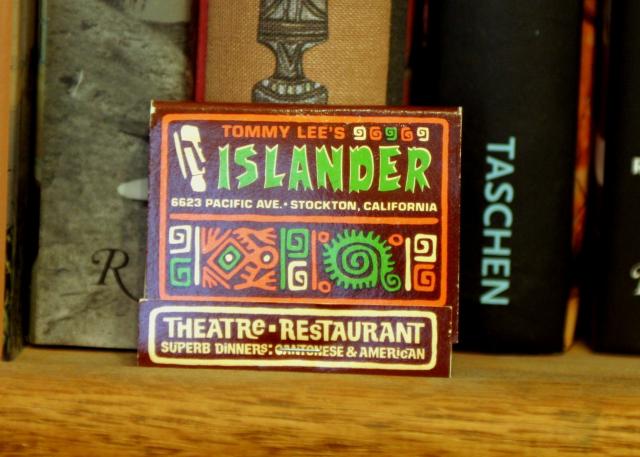 TOMMY LEE'S
ISLANDER
6623 PACIFIC AVE. • STOCKTON, CALIFORNIA
THEATRe • RESTAURANT
SUPERB DINNERS: CANTONESE & AMERICAN
TASCHEN
R